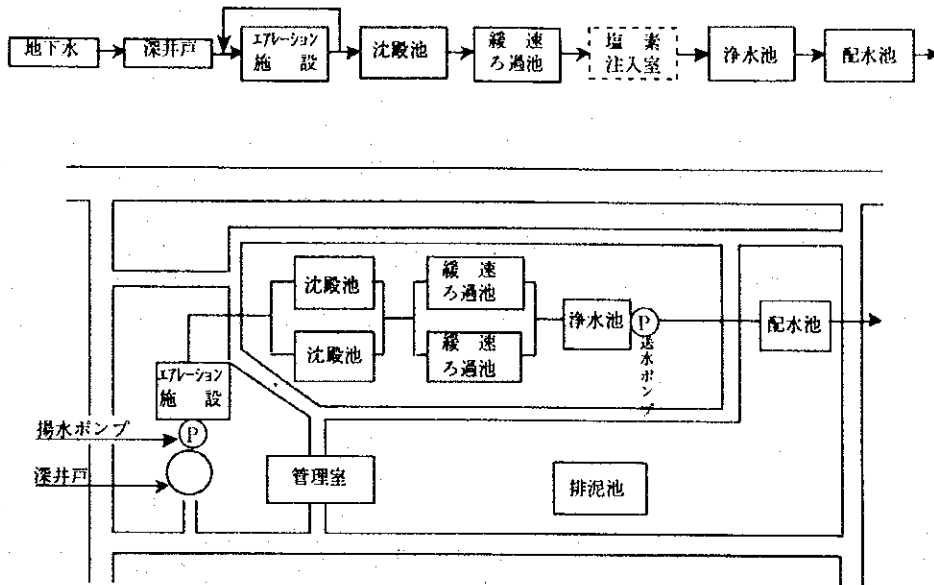 地下水
深井戸
エアレーション
施 設
沈殿池
緩 速
ろ過池
塩 素
注入室
浄水池
配水池
沈殿池
沈殿池
緩 速
ろ過池
緩 速
ろ過池
浄水池
P
送水ポンプ
配水池
エアレーション
施 設
揚水ポンプ
P
深井戸
管理室
排泥池